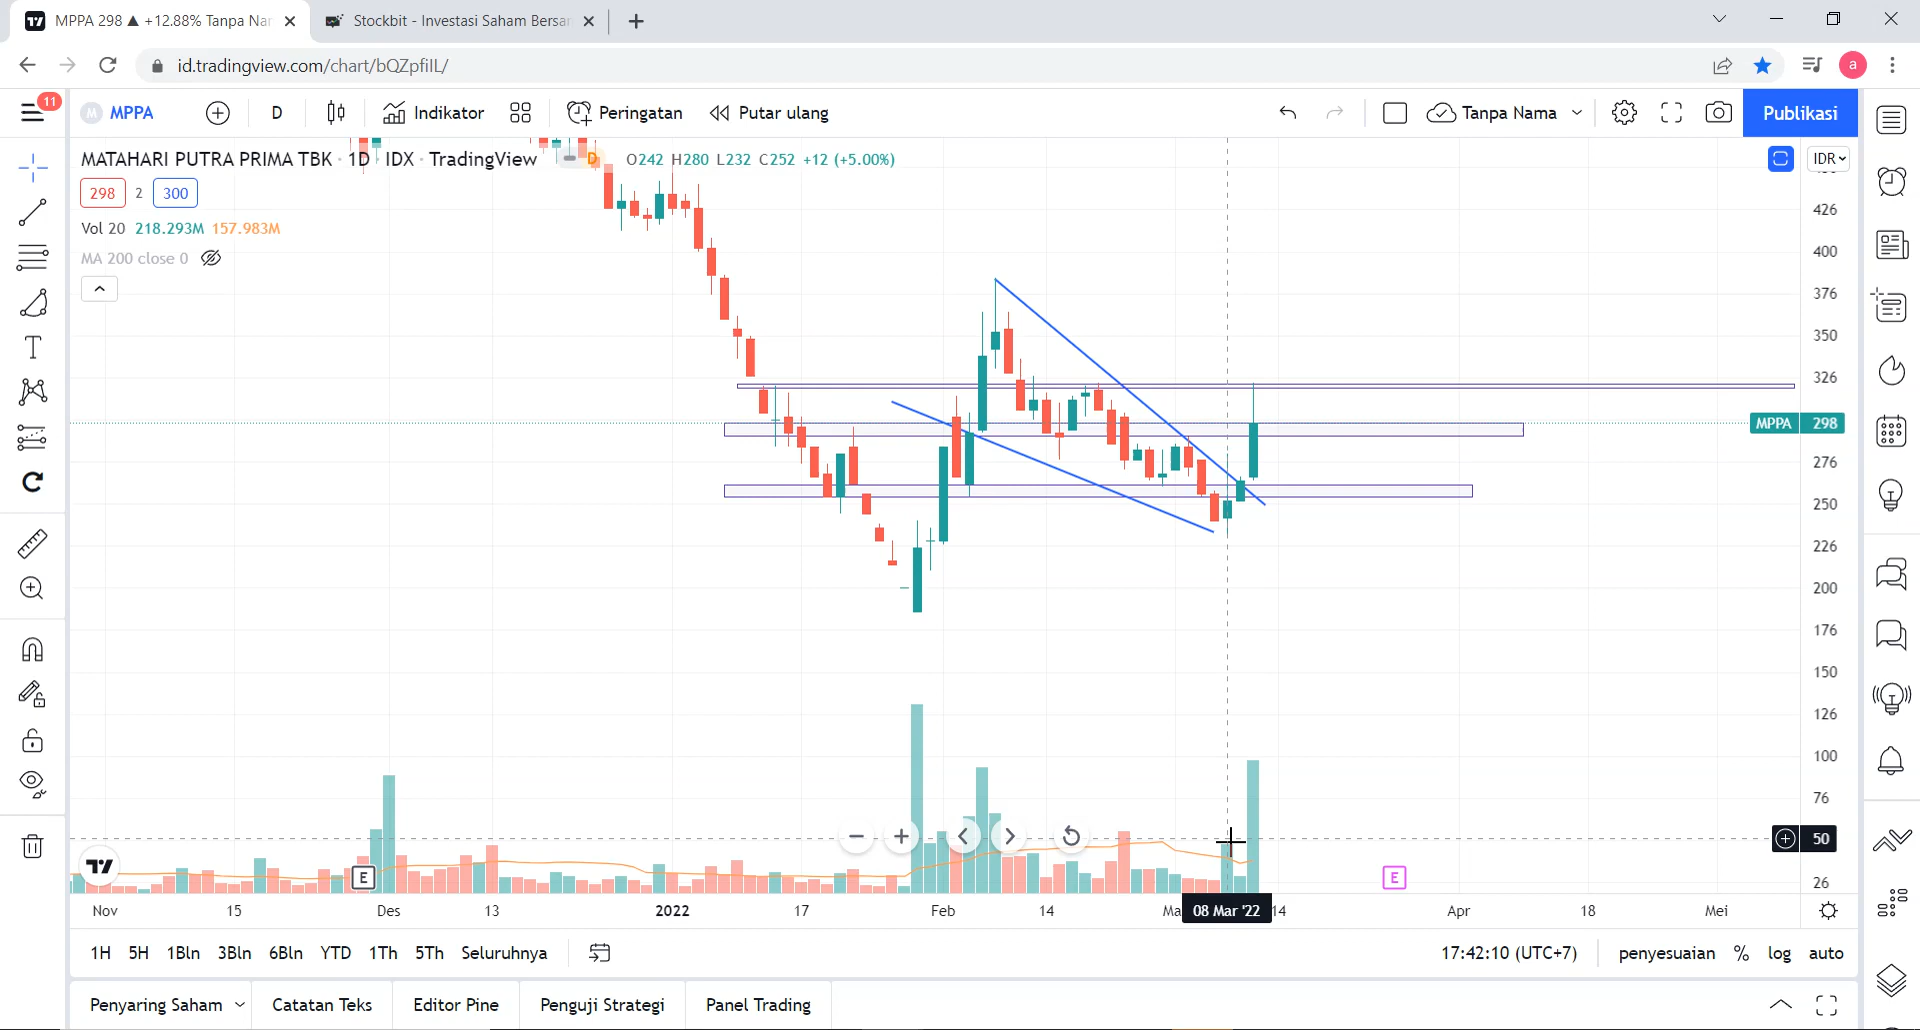 MPPA 298 ▲ +12.88% Tanpa Nar
Stockbit - Investasi Saham Bersan
id.tradingview.com/chart/bQZpfiIL/
a
11
M MPPA
D
Indikator
Peringatan
Putar ulang
Tanpa Nama
Publikasi
MATAHARI PUTRA PRIMA TBK · 1D · IDX · TradingView
D
O242 H280 L232 C252 +12 (+5.00%)
IDR
298 2 300
Vol 20 218.293M 157.983M
MA 200 close 0
426
400
376
350
326
MPPA 298
276
250
226
200
176
150
126
100
76
50
26
E
E
Nov 15 Des 13 2022 17 Feb 14 Ma 08 Mar '22 14 Apr 18 Mei
1H 5H 1Bln 3Bln 6Bln YTD 1Th 5Th Seluruhnya
17:42:10 (UTC+7)
penyesuaian % log auto
Penyaring Saham Catatan Teks Editor Pine Penguji Strategi Panel Trading